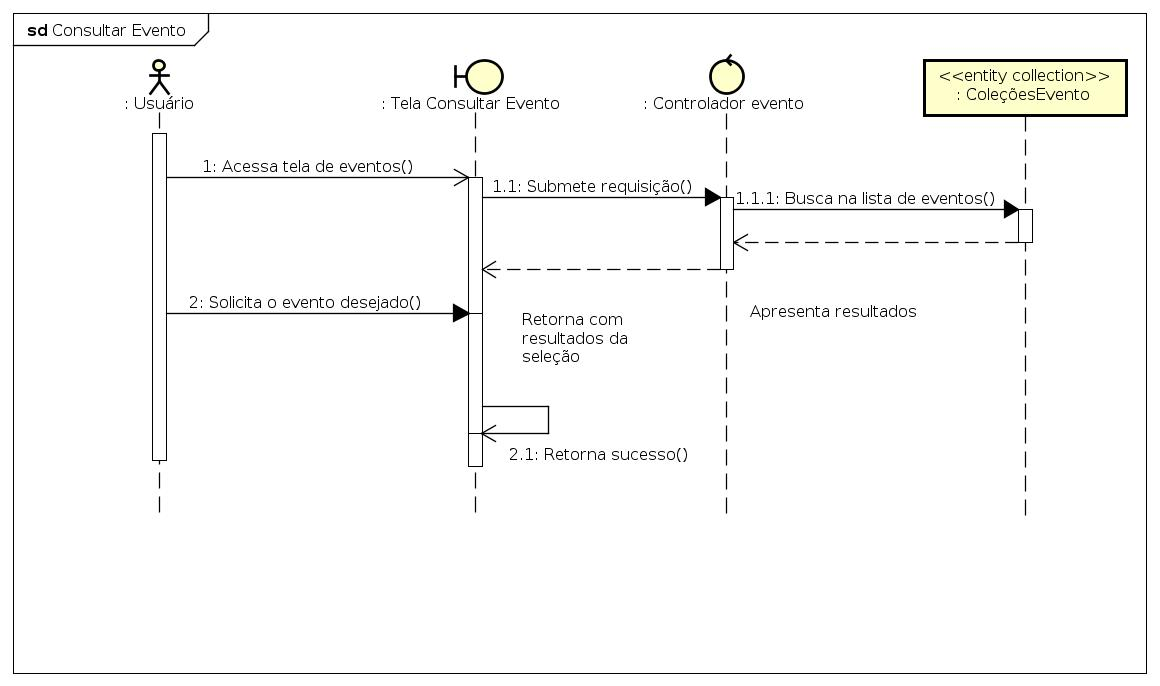 sd Consultar Evento
: Usuário
: Tela Consultar Evento
: Controlador evento
<<entity collection>>
: ColeçõesEvento
1: Acessa tela de eventos()
1.1: Submete requisição()
1.1.1: Busca na lista de eventos()
2: Solicita o evento desejado()
Apresenta resultados
Retorna com
resultados da
seleção
2.1: Retorna sucesso()